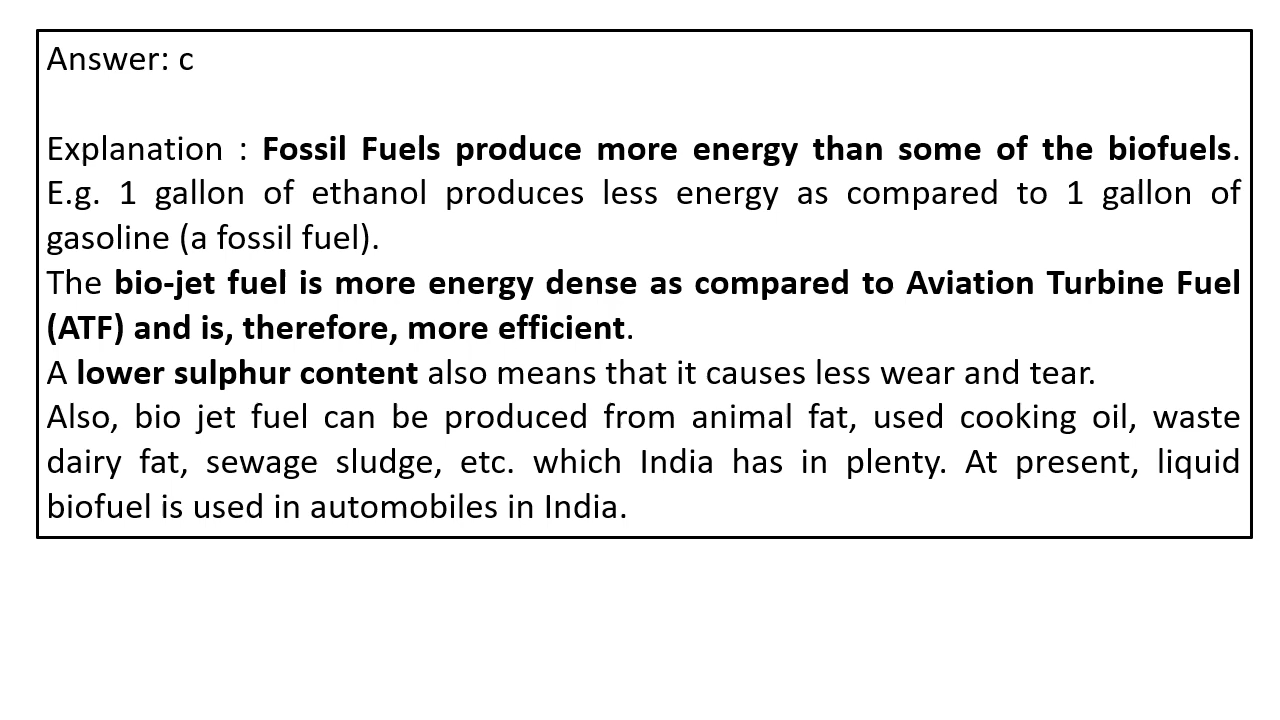 Answer: c
Explanation : Fossil Fuels produce more energy than some of the biofuels.
E.g. 1 gallon of ethanol produces less energy as compared to 1 gallon of
gasoline (a fossil fuel).
The bio-jet fuel is more energy dense as compared to Aviation Turbine Fuel
(ATF) and is, therefore, more efficient.
A lower sulphur content also means that it causes less wear and tear.
Also, bio jet fuel can be produced from animal fat, used cooking oil, waste
dairy fat, sewage sludge, etc. which India has in plenty. At present, liquid
biofuel is used in automobiles in India.